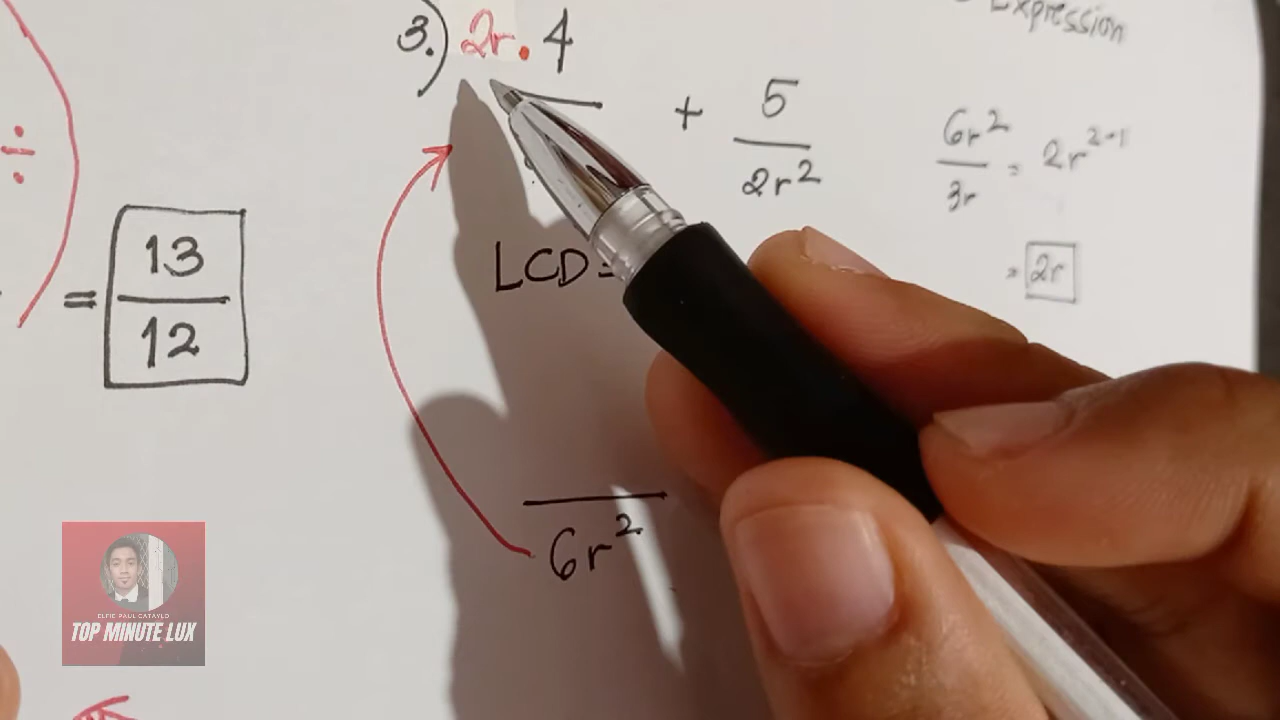 Expression
3.) 2r . 4
+ 5
2r²
6r²
3r
= 2r²⁻¹
= 2r
÷
= 13
12
LCD =
6r²
ELFIE PAUL CATAYLO
TOP MINUTE LUX